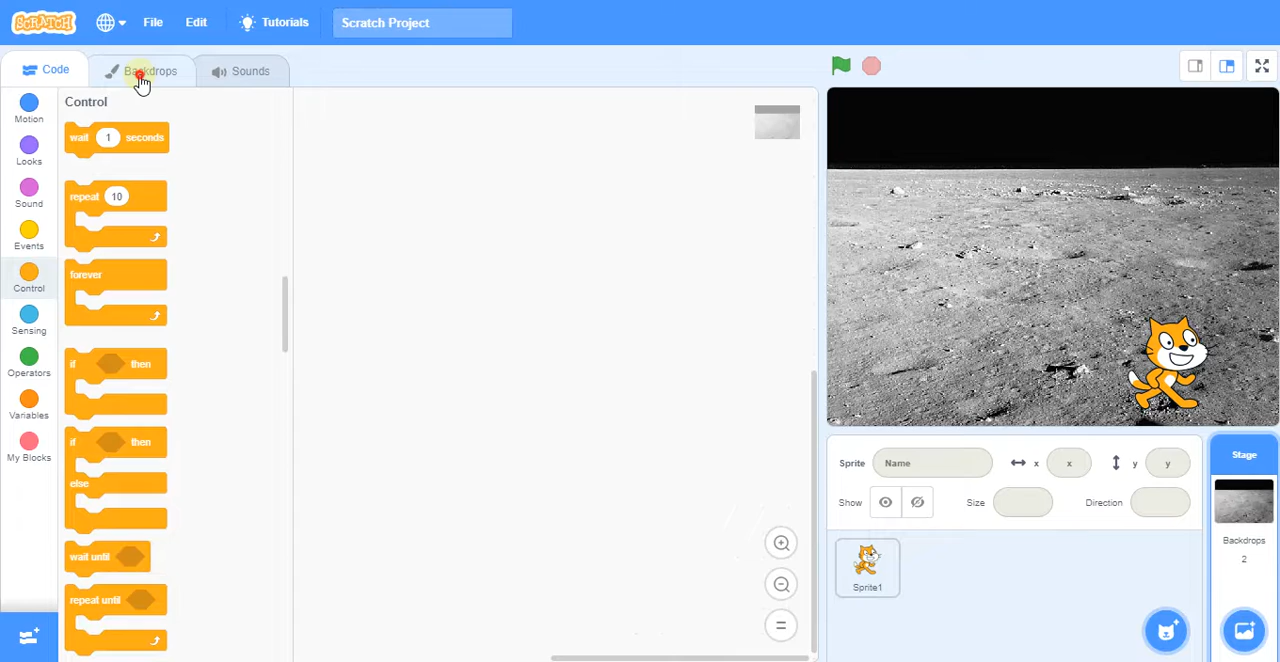 SCRATCH File Edit Tutorials Scratch Project
Code Backdrops Sounds
Motion
Looks
Sound
Events
Control
Sensing
Operators
Variables
My Blocks
Control
wait 1 seconds
repeat 10
forever
if then
if then
else
wait until
repeat until
Sprite Name x x y y
Show Size Direction
Sprite1
Stage
Backdrops
2